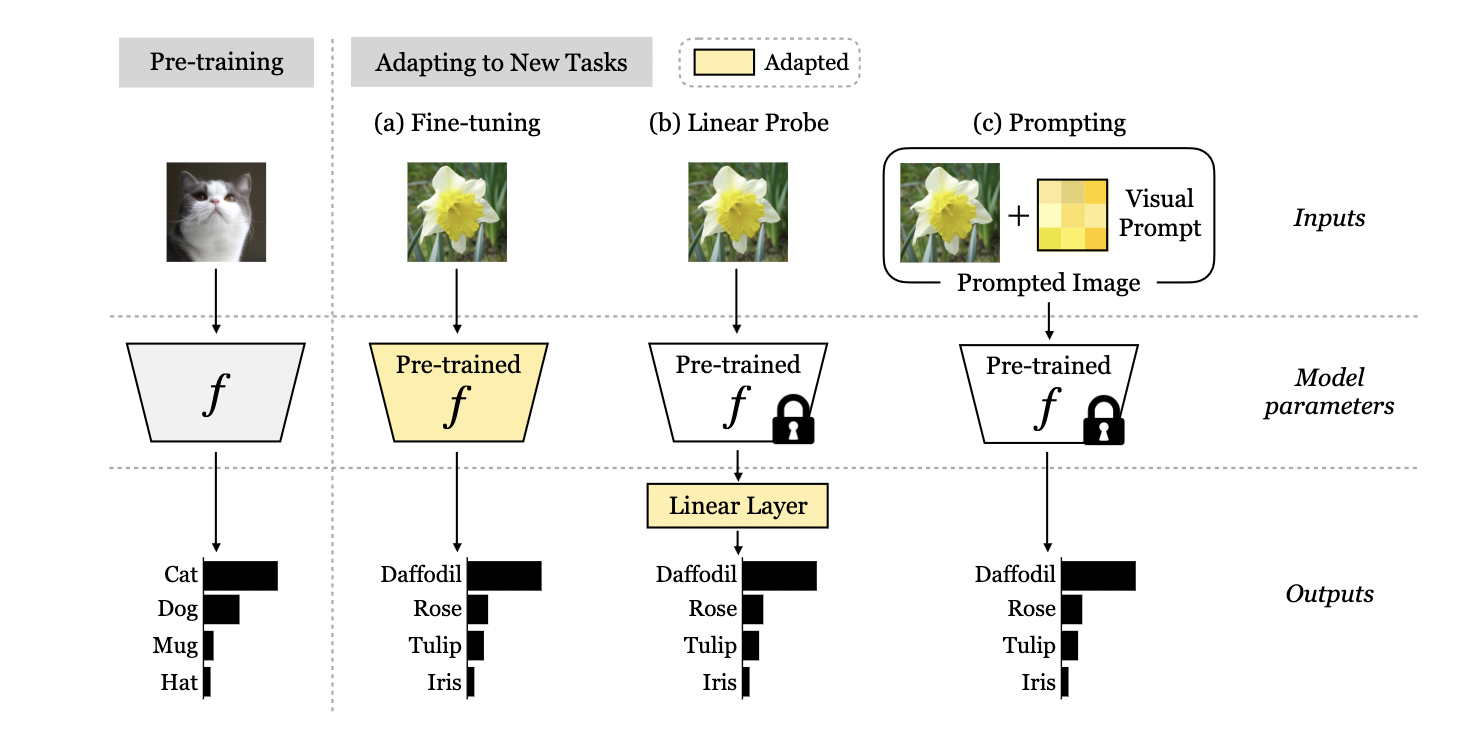 Pre-training
Adapting to New Tasks
Adapted
(a) Fine-tuning
(b) Linear Probe
(c) Prompting
+
Visual
Prompt
Inputs
Prompted Image
f
Pre-trained
f
Pre-trained
f
Pre-trained
f
Model
parameters
Linear Layer
Cat
Dog
Mug
Hat
Daffodil
Rose
Tulip
Iris
Daffodil
Rose
Tulip
Iris
Daffodil
Rose
Tulip
Iris
Outputs